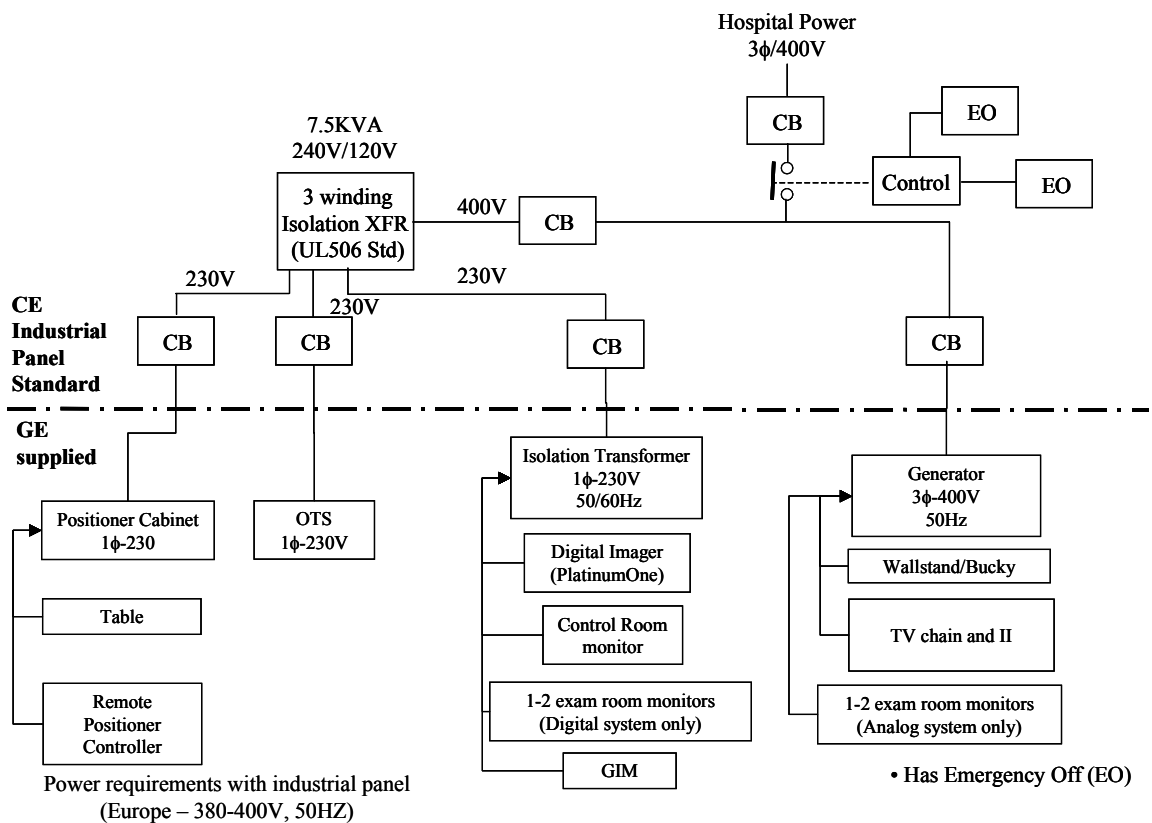 Hospital Power
3ϕ/400V
CB
EO
7.5KVA
240V/120V
3 winding
Isolation XFR
(UL506 Std)
400V
CB
Control
EO
230V
230V
230V
CE
Industrial
Panel
Standard
CB
CB
CB
CB
GE
supplied
Positioner Cabinet
1ϕ-230
Table
Remote
Positioner
Controller
OTS
1ϕ-230V
Isolation Transformer
1ϕ-230V
50/60Hz
Digital Imager
(PlatinumOne)
Control Room
monitor
1-2 exam room monitors
(Digital system only)
GIM
Generator
3ϕ-400V
50Hz
Wallstand/Bucky
TV chain and II
1-2 exam room monitors
(Analog system only)
Power requirements with industrial panel
(Europe – 380-400V, 50HZ)
• Has Emergency Off (EO)